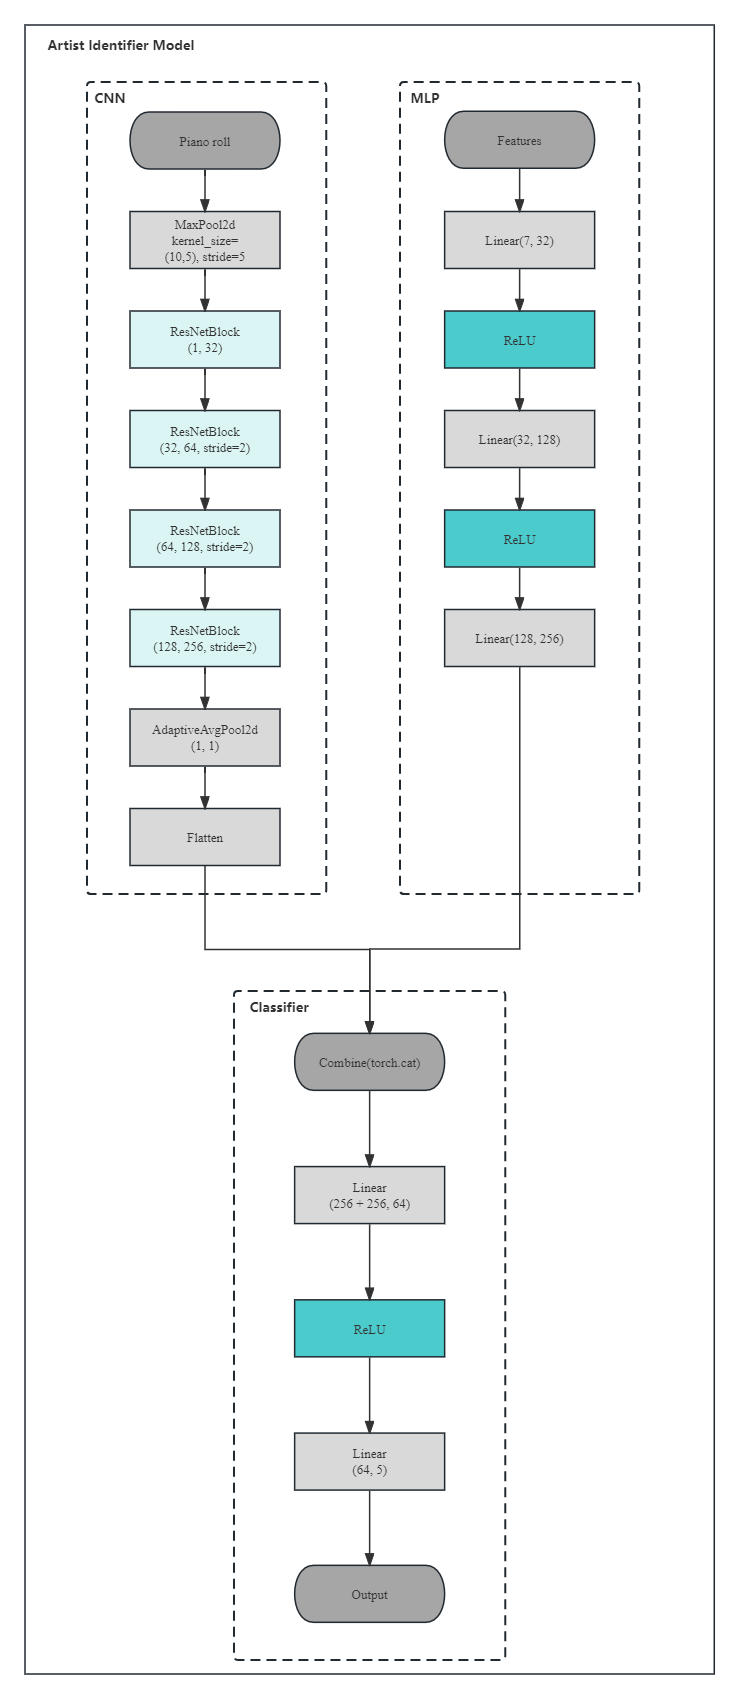 Artist Identifier Model
CNN
Piano roll
MaxPool2d
kernel_size=
(10,5), stride=5
ResNetBlock
(1, 32)
ResNetBlock
(32, 64, stride=2)
ResNetBlock
(64, 128, stride=2)
ResNetBlock
(128, 256, stride=2)
AdaptiveAvgPool2d
(1, 1)
Flatten
MLP
Features
Linear(7, 32)
ReLU
Linear(32, 128)
ReLU
Linear(128, 256)
Classifier
Combine(torch.cat)
Linear
(256 + 256, 64)
ReLU
Linear
(64, 5)
Output